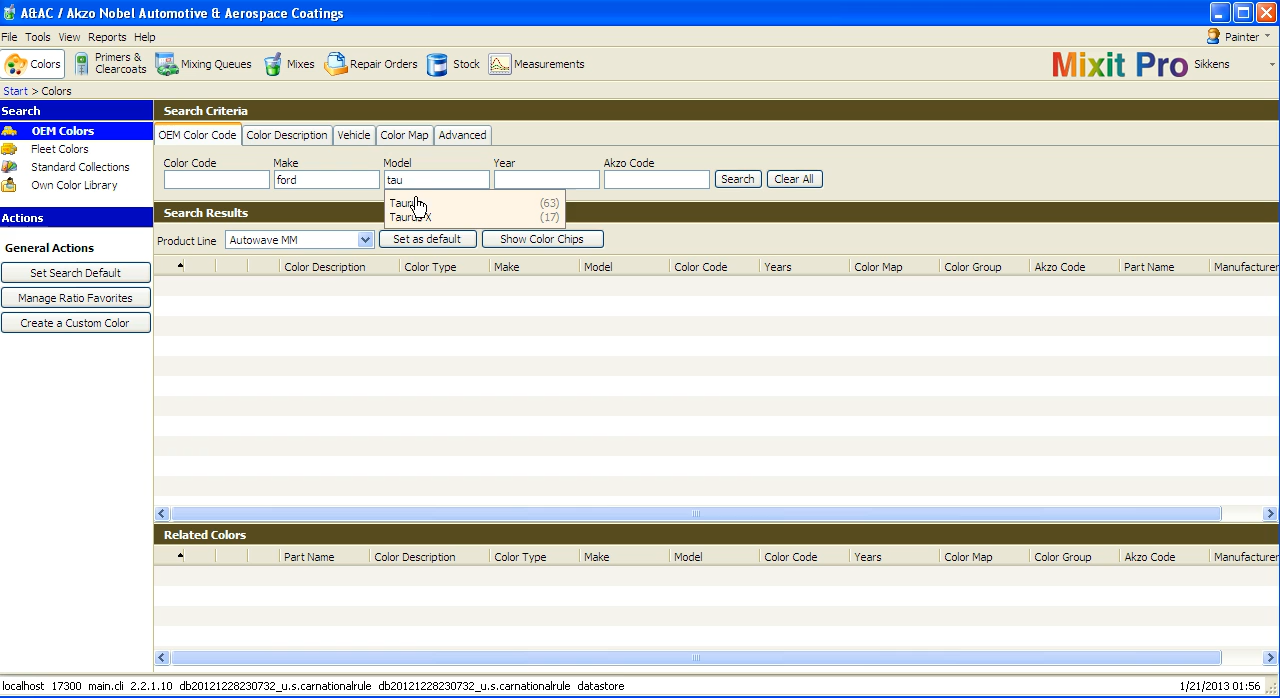 A&AC / Akzo Nobel Automotive & Aerospace Coatings
File Tools View Reports Help Painter
Colors Primers & Clearcoats Mixing Queues Mixes Repair Orders Stock Measurements Mixit Pro Sikkens
Start > Colors
Search Search Criteria
OEM Colors OEM Color Code Color Description Vehicle Color Map Advanced
Fleet Colors
Standard Collections Color Code Make Model Year Akzo Code
Own Color Library ford tau Search Clear All
(63)
Taurus X (17)
Actions Search Results
General Actions Product Line Autowave MM Set as default Show Color Chips
Set Search Default Color Description Color Type Make Model Color Code Years Color Map Color Group Akzo Code Part Name Manufacturer
Manage Ratio Favorites
Create a Custom Color
Related Colors
Part Name Color Description Color Type Make Model Color Code Years Color Map Color Group Akzo Code Manufacturer
localhost 17300 main.cli 2.2.1.10 db20121228230732_u.s.carnationalrule db20121228230732_u.s.carnationalrule datastore 1/21/2013 01:56